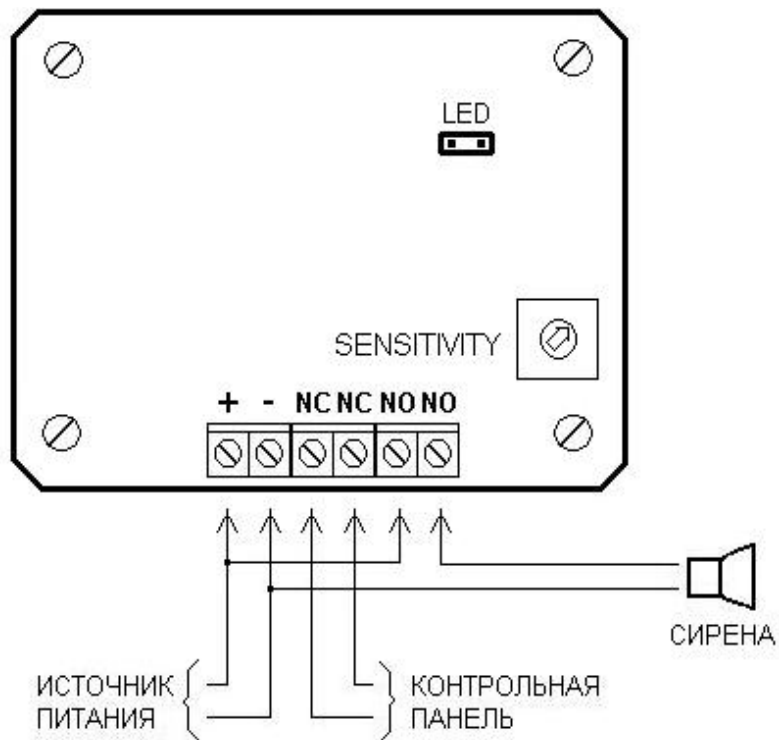 LED
SENSITIVITY
+ - NC NC NO NO
СИРЕНА
ИСТОЧНИК
ПИТАНИЯ
КОНТРОЛЬНАЯ
ПАНЕЛЬ